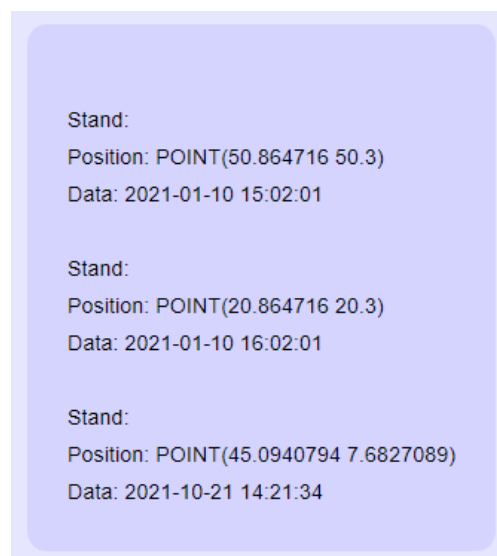 Stand:
Position: POINT(50.864716 50.3)
Data: 2021-01-10 15:02:01
Stand:
Position: POINT(20.864716 20.3)
Data: 2021-01-10 16:02:01
Stand:
Position: POINT(45.0940794 7.6827089)
Data: 2021-10-21 14:21:34